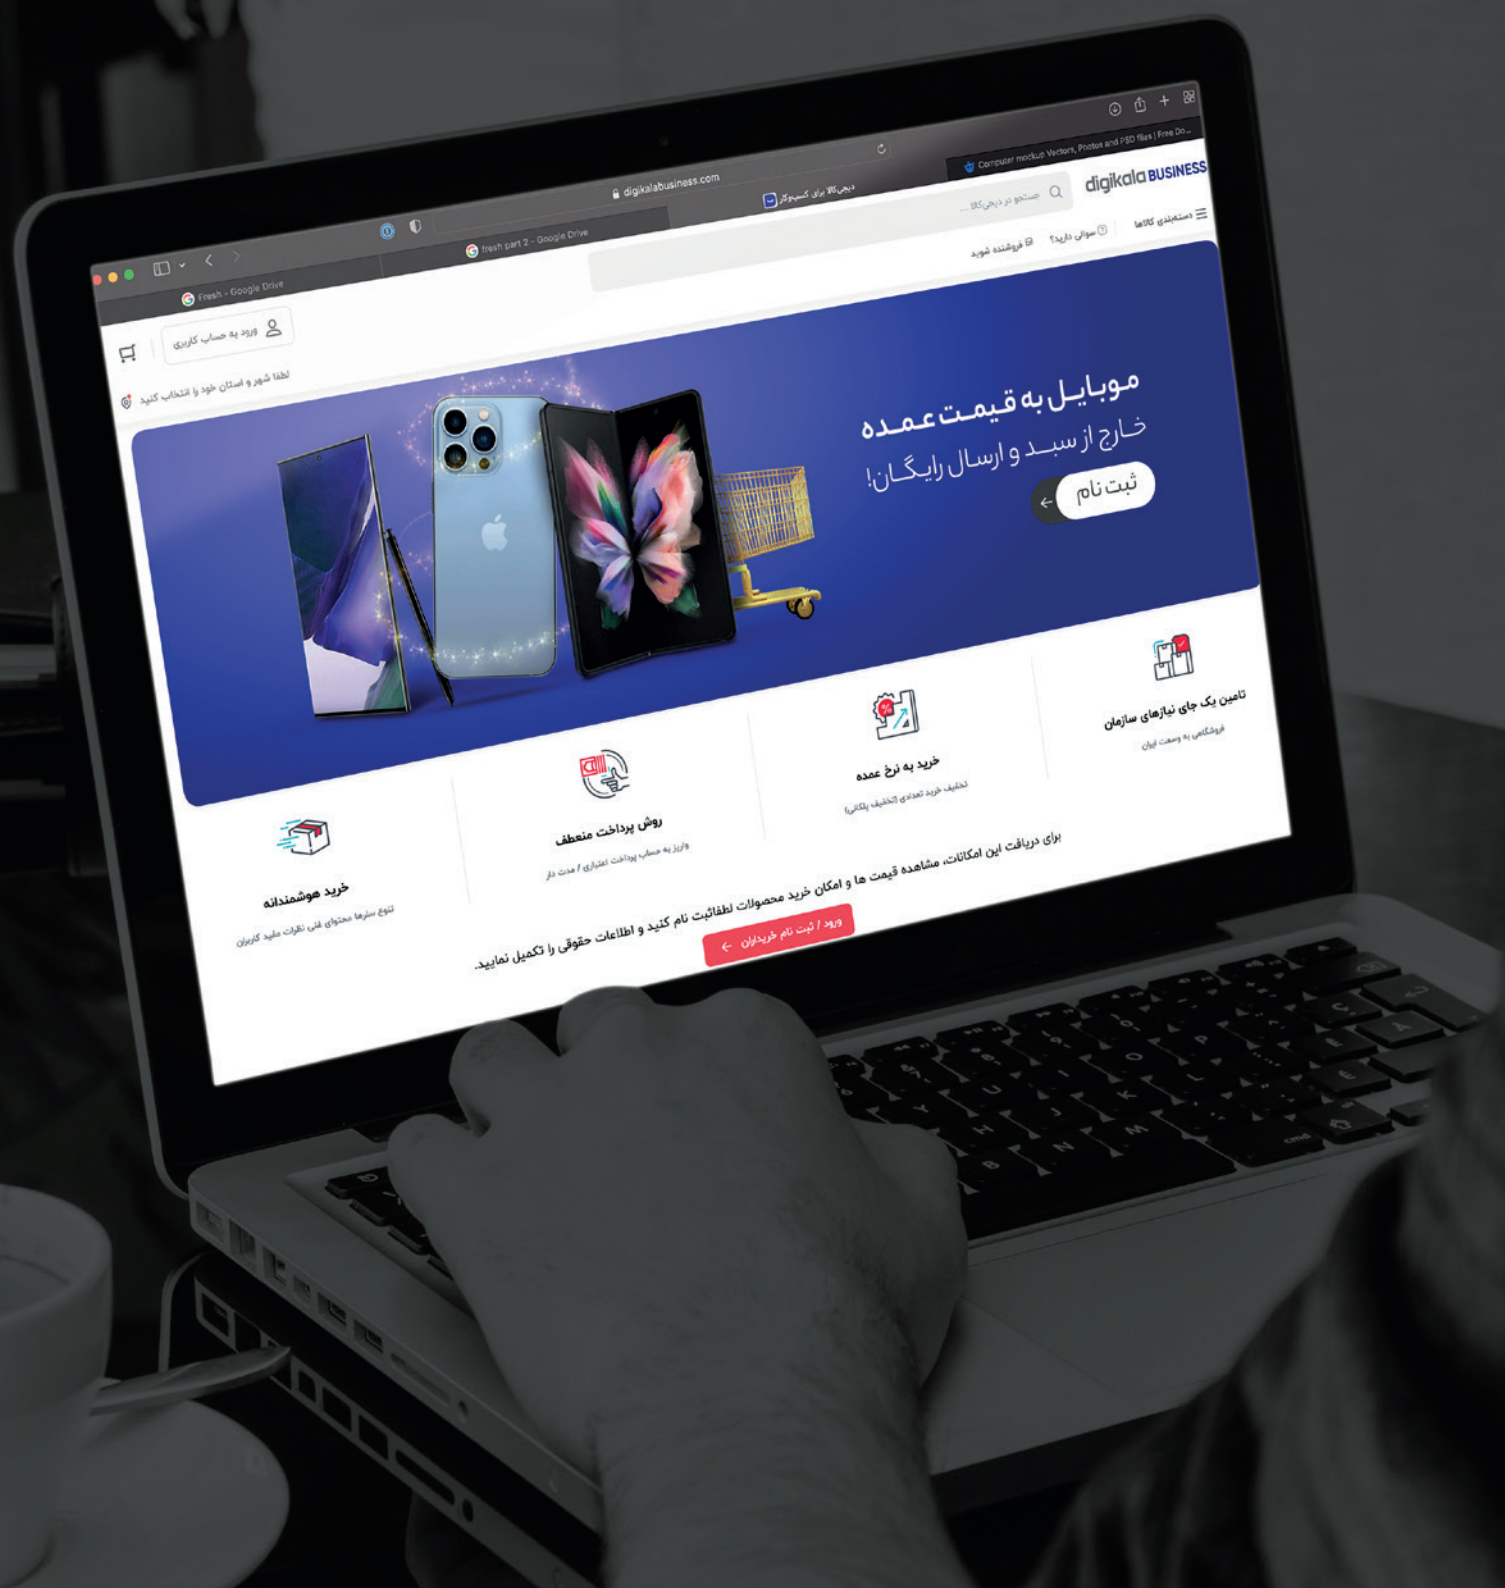 digikalabusiness.com
Fresh - Google Drive
fresh part 2 - Google Drive
دیجی‌کالا برای کسب‌وکار
Computer mockup Vectors, Photos and PSD files | Free Do...
digikala BUSINESS
جستجو در دیجی‌کالا ...
ورود به حساب کاربری
دسته‌بندی کالاها
سوالی دارید؟
فروشنده شوید
لطفا شهر و استان خود را انتخاب کنید
موبایل به قیمت عمده
خارج از سبد و ارسال رایگان!
ثبت نام
تامین یک جای نیازهای سازمان
فروشگاهی به وسعت ایران
خرید به نرخ عمده
تخفیف خرید تعدادی (تخفیف پلکانی)
روش پرداخت منعطف
واریز به حساب پرداخت اعتباری / مدت دار
خرید هوشمندانه
تنوع سلرها محتوای غنی نظرات مفید کاربران
برای دریافت این امکانات، مشاهده قیمت ها و امکان خرید محصولات لطفاثبت نام کنید و اطلاعات حقوقی را تکمیل نمایید.
ورود / ثبت نام خریداران